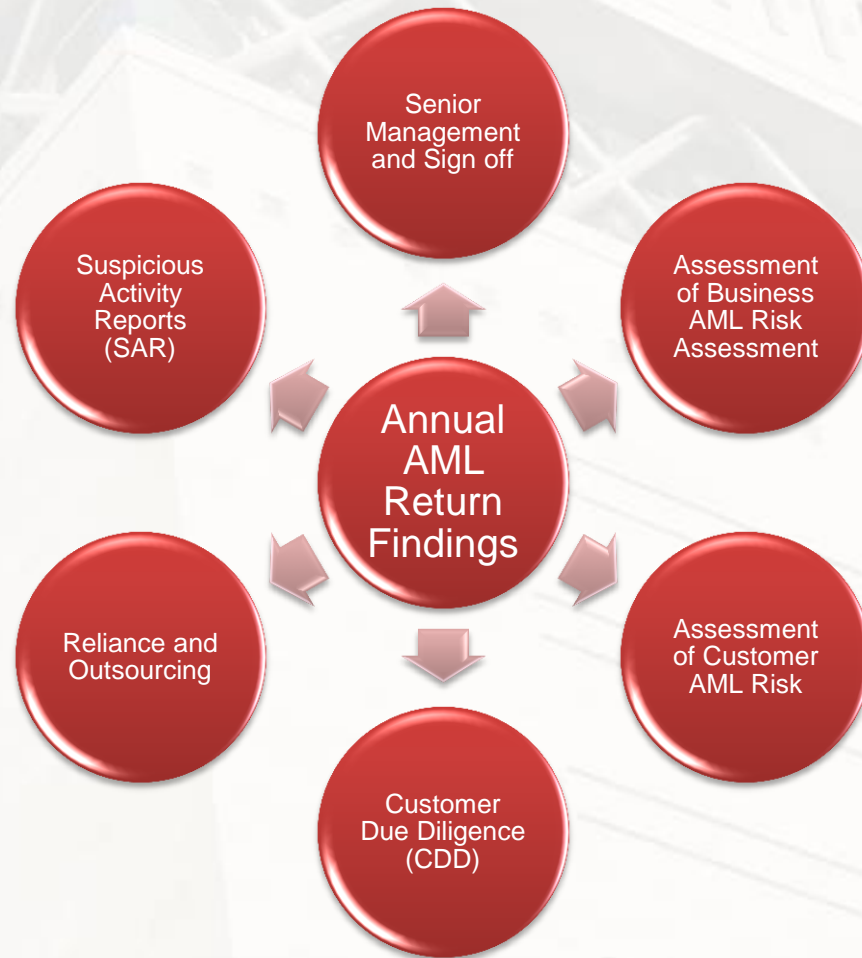 Senior
Management
and Sign off
Assessment
of Business
AML Risk
Assessment
Assessment
of Customer
AML Risk
Customer
Due Diligence
(CDD)
Reliance and
Outsourcing
Suspicious
Activity
Reports
(SAR)
Annual
AML
Return
Findings